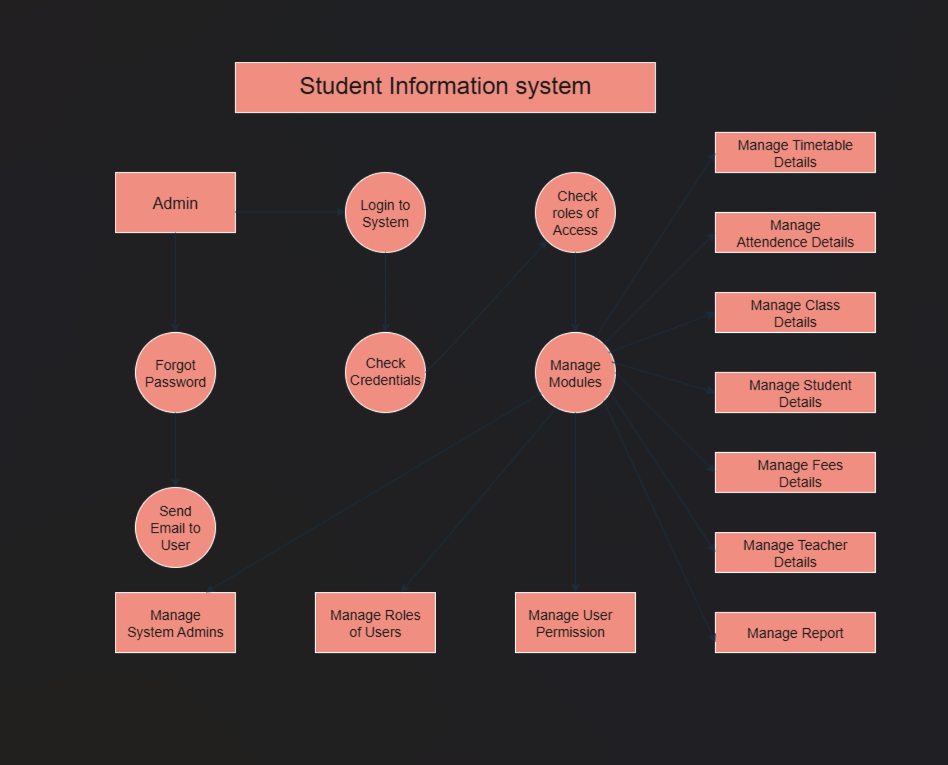 Student Information system
Admin
Login to
System
Check
roles of
Access
Manage Timetable
Details
Manage
Attendence Details
Manage Class
Details
Forgot
Password
Check
Credentials
Manage
Modules
Manage Student
Details
Manage Fees
Details
Send
Email to
User
Manage Teacher
Details
Manage
System Admins
Manage Roles
of Users
Manage User
Permission
Manage Report